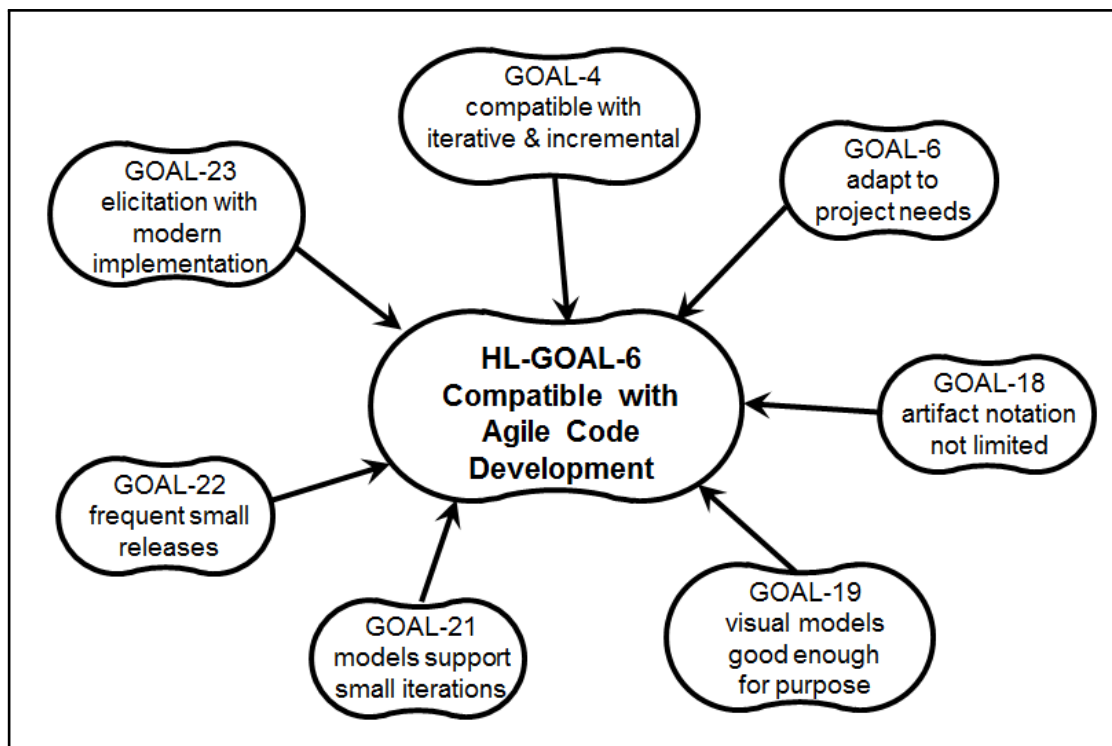 GOAL-4
compatible with
iterative & incremental
GOAL-23
elicitation with
modern
implementation
GOAL-6
adapt to
project needs
HL-GOAL-6
Compatible with
Agile Code
Development
GOAL-18
artifact notation
not limited
GOAL-22
frequent small
releases
GOAL-21
models support
small iterations
GOAL-19
visual models
good enough
for purpose